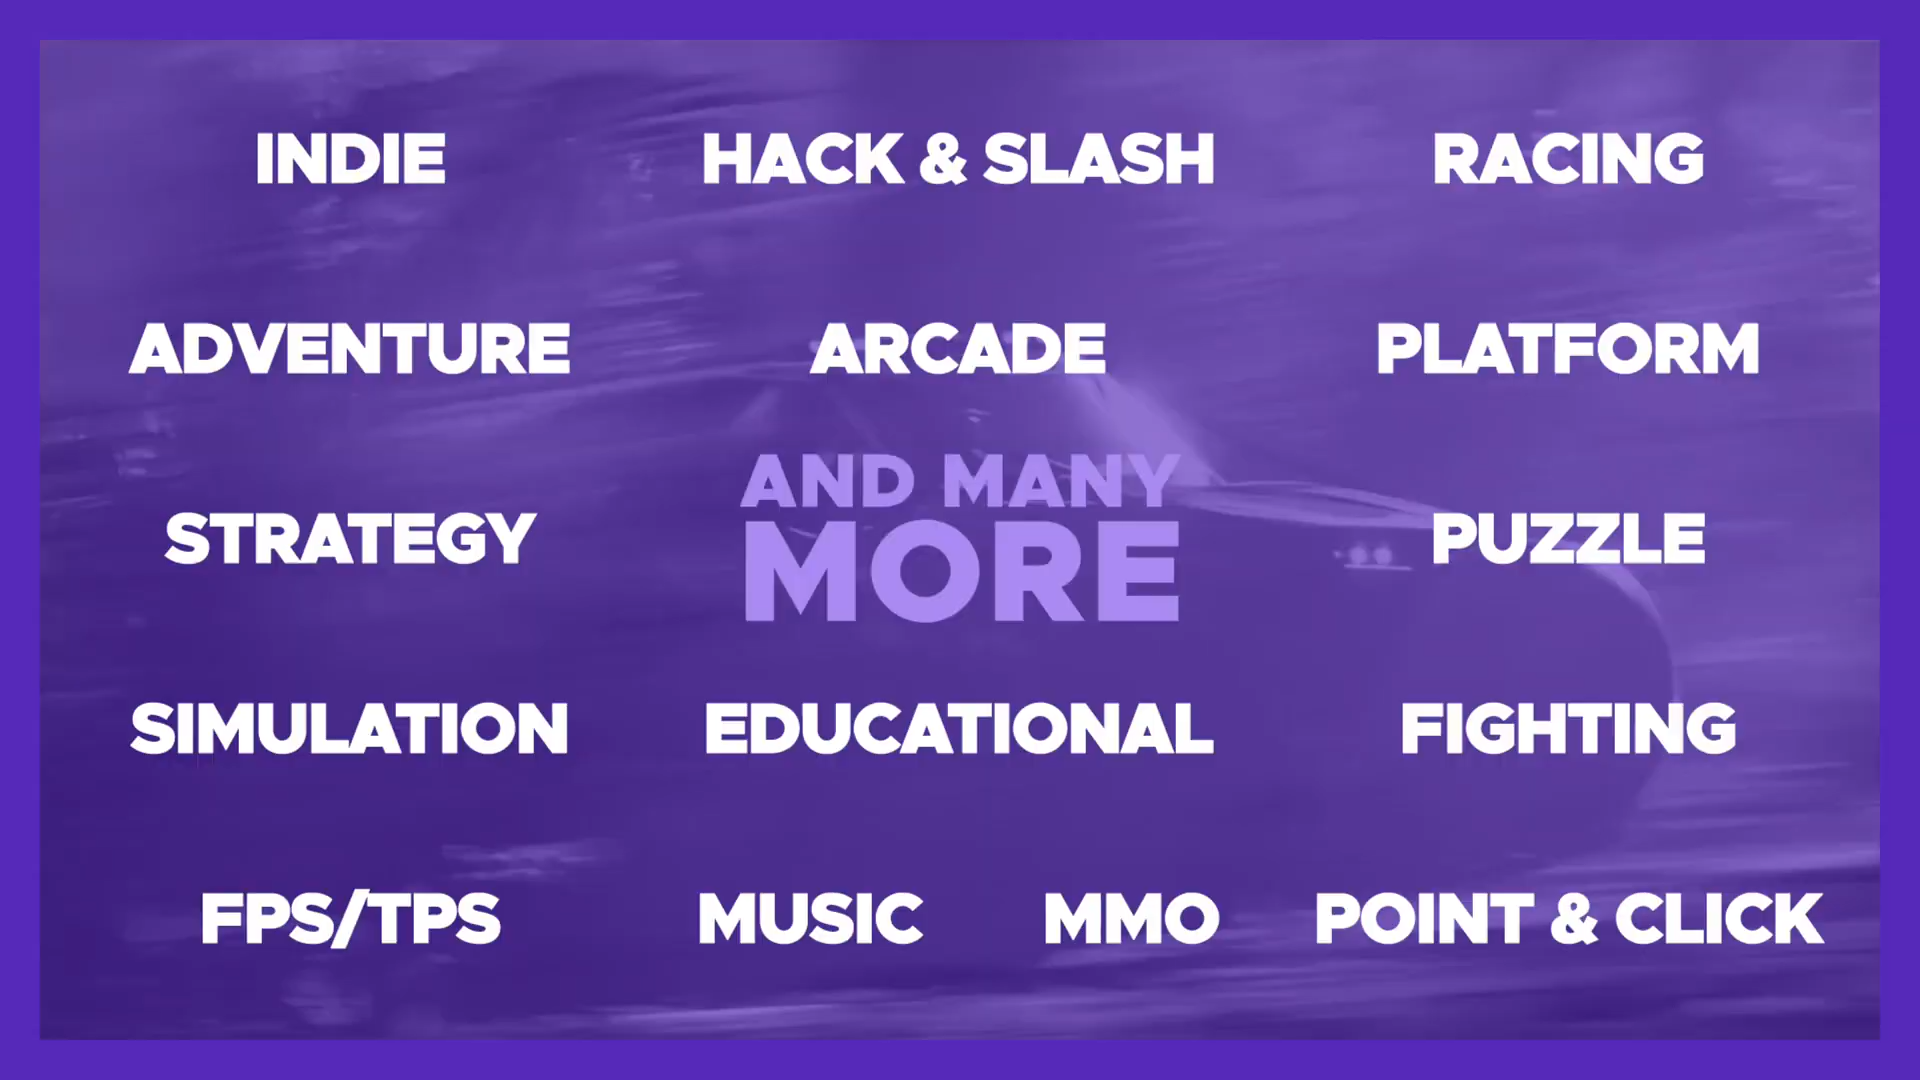 INDIE
HACK & SLASH
RACING
ADVENTURE
ARCADE
PLATFORM
STRATEGY
AND MANY
MORE
PUZZLE
SIMULATION
EDUCATIONAL
FIGHTING
FPS/TPS
MUSIC
MMO
POINT & CLICK